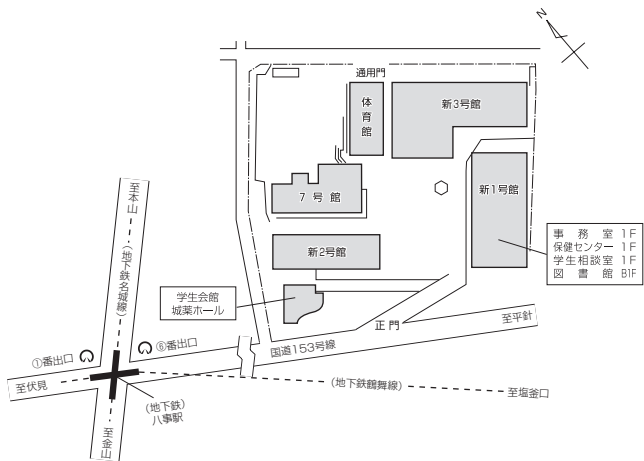 N
通用門
体育館
新3号館
7号館
新1号館
事務室 1F
保健センター 1F
学生相談室 1F
図書館 B1F
新2号館
学生会館
城薬ホール
正門
至平針
国道153号線
至本山
(地下鉄名城線)
①番出口
⑥番出口
至伏見
(地下鉄)
八事駅
(地下鉄鶴舞線)
至塩釜口
至金山